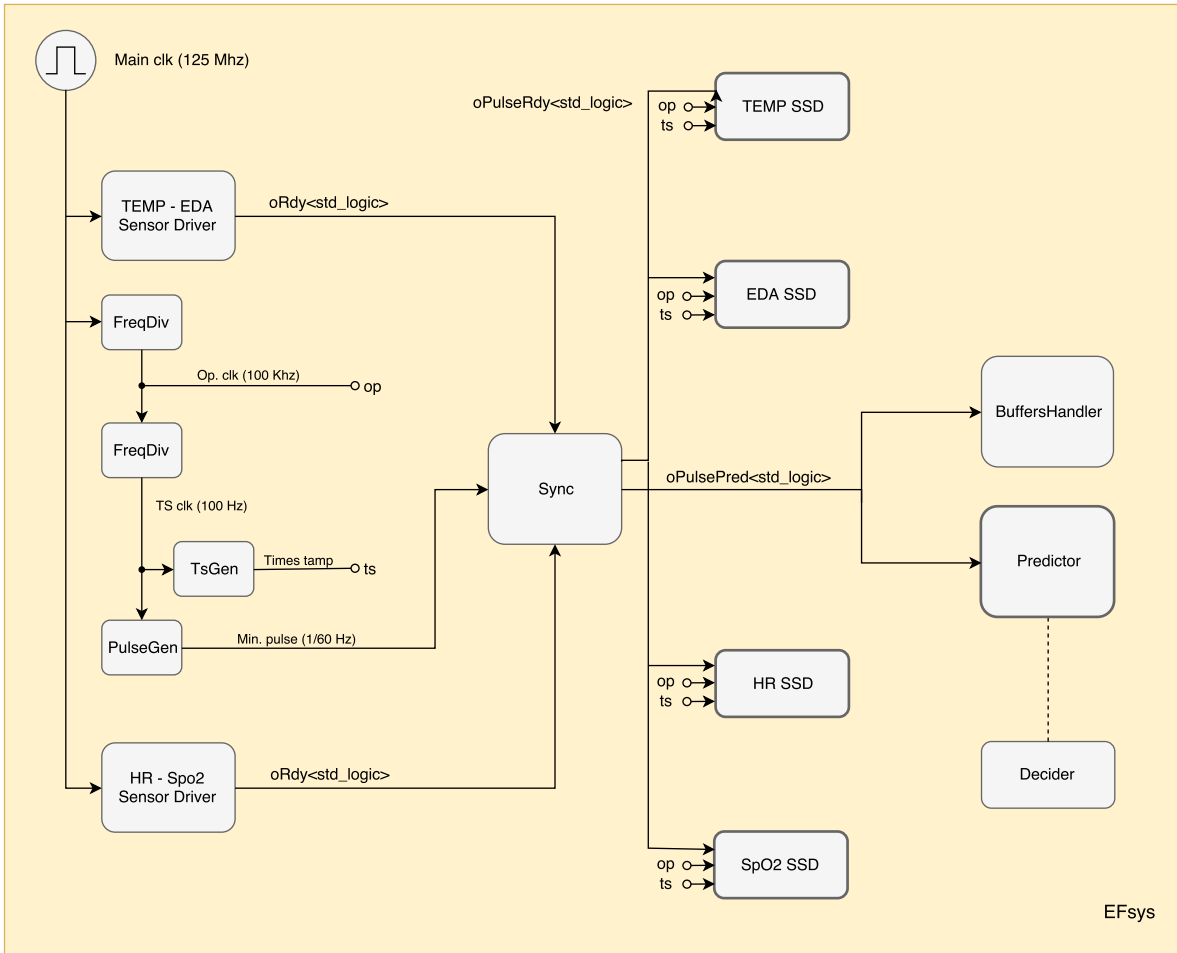 Main clk (125 Mhz)
oPulseRdy<std_logic>
op
ts
TEMP SSD
TEMP - EDA
Sensor Driver
oRdy<std_logic>
op
ts
EDA SSD
FreqDiv
Op. clk (100 Khz)
op
FreqDiv
TS clk (100 Hz)
TsGen
Times tamp
ts
PulseGen
Min. pulse (1/60 Hz)
Sync
oPulsePred<std_logic>
BuffersHandler
Predictor
Decider
op
ts
HR SSD
HR - Spo2
Sensor Driver
oRdy<std_logic>
op
ts
SpO2 SSD
EFsys